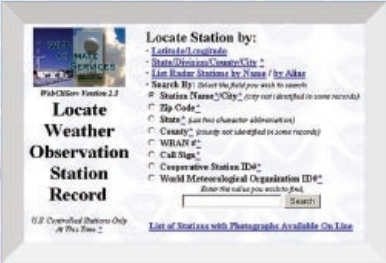 WEB
CLIMATE
SERVICES
WebCliServ Version 2.2
Locate
Weather
Observation
Station
Record
U.S. Controlled Stations Only
At This Time *
Locate Station by:
- Latitude/Longitude
- State/Division/County/City *
- List Radar Stations by Name / by Alias
- Search By: Select the field you wish to search
Station Name*/City* (city not identified in some records)
Zip Code*
State* (use two character abbreviation)
County* (county not identified in some records)
WBAN #*
Call Sign*
Cooperative Station ID#*
World Meteorological Organization ID#*
Enter the value you wish to find,
Search
List of Stations with Photographs Available On Line